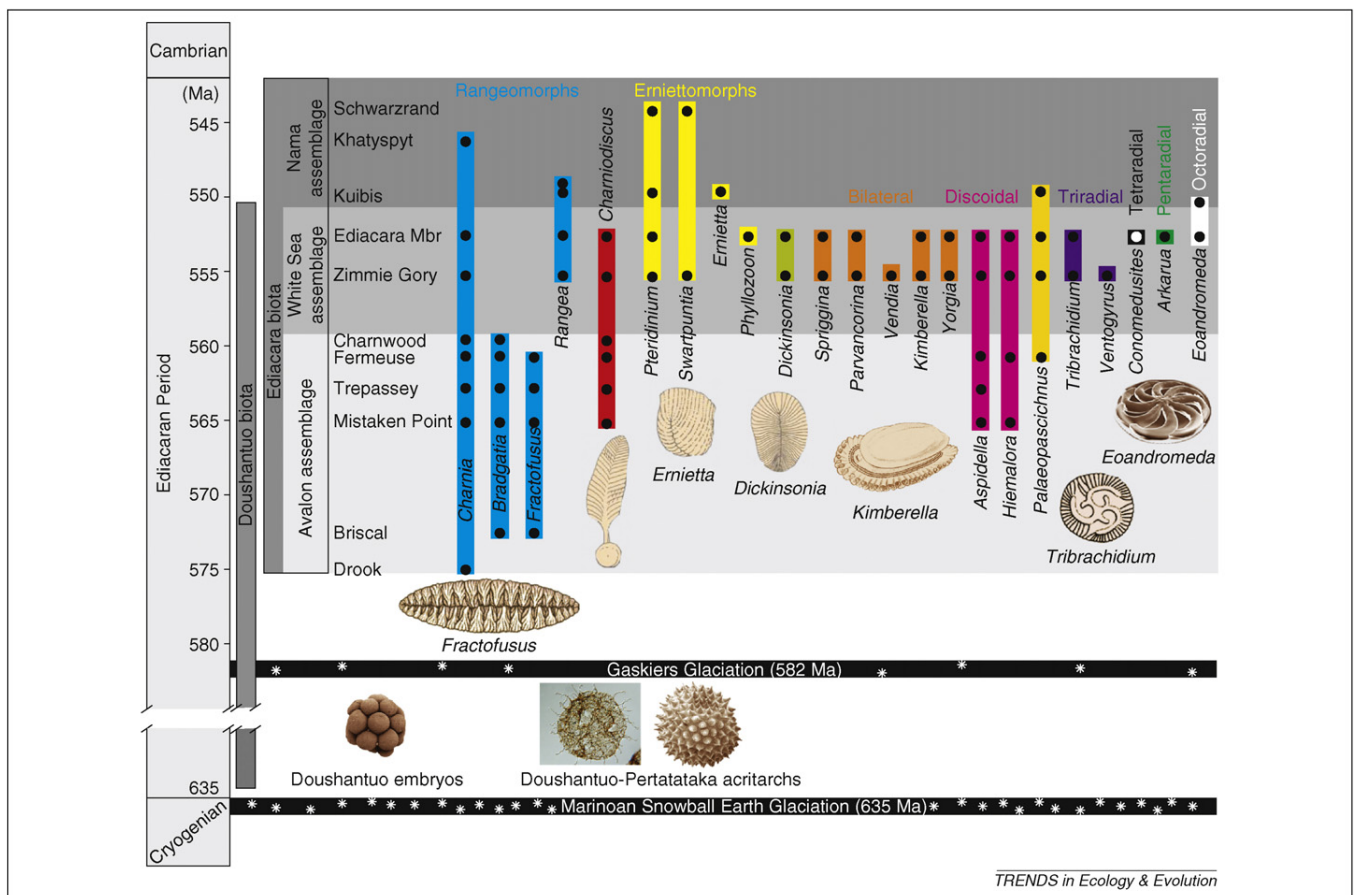 Cambrian
(Ma)
545
550
555
560
565
570
575
580
635
Ediacaran Period
Cryogenian
Doushantuo biota
Ediacara biota
Nama
assemblage
White Sea
assemblage
Avalon assemblage
Schwarzrand
Khatyspyt
Kuibis
Ediacara Mbr
Zimmie Gory
Charnwood
Fermeuse
Trepassey
Mistaken Point
Briscal
Drook
Rangeomorphs
Erniettomorphs
Bilateral
Discoidal
Triradial
Tetraradial
Pentaradial
Octoradial
Charnia
Bradgatia
Fractofusus
Rangea
Charniodiscus
Pteridinium
Swartpuntia
Ernietta
Phyllozoon
Dickinsonia
Spriggina
Parvancorina
Vendia
Kimberella
Yorgia
Aspidella
Hiemalora
Palaeopascichnus
Tribrachidium
Ventogyrus
Conomedusites
Arkarua
Eoandromeda
Ernietta
Dickinsonia
Kimberella
Eoandromeda
Tribrachidium
Fractofusus
Gaskiers Glaciation (582 Ma)
Doushantuo embryos
Doushantuo-Pertatataka acritarchs
Marinoan Snowball Earth Glaciation (635 Ma)
TRENDS in Ecology & Evolution